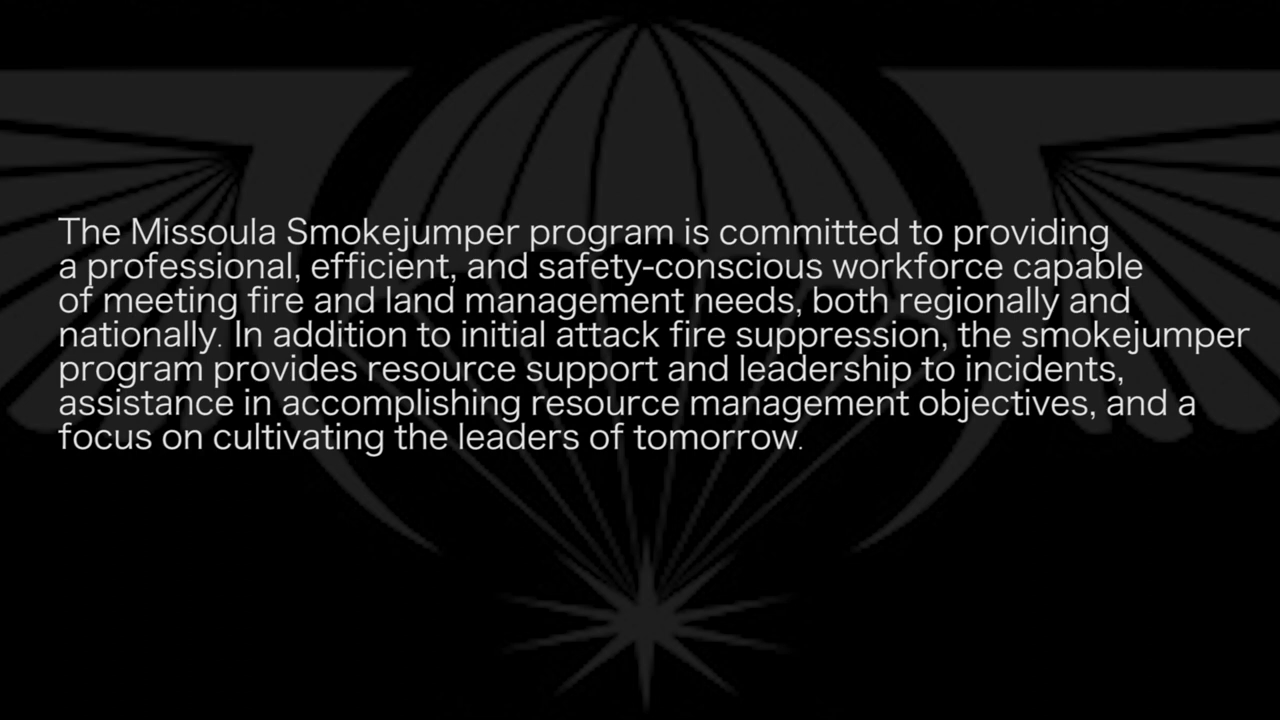 The Missoula Smokejumper program is committed to providing
a professional, efficient, and safety-conscious workforce capable
of meeting fire and land management needs, both regionally and
nationally. In addition to initial attack fire suppression, the smokejumper
program provides resource support and leadership to incidents,
assistance in accomplishing resource management objectives, and a
focus on cultivating the leaders of tomorrow.